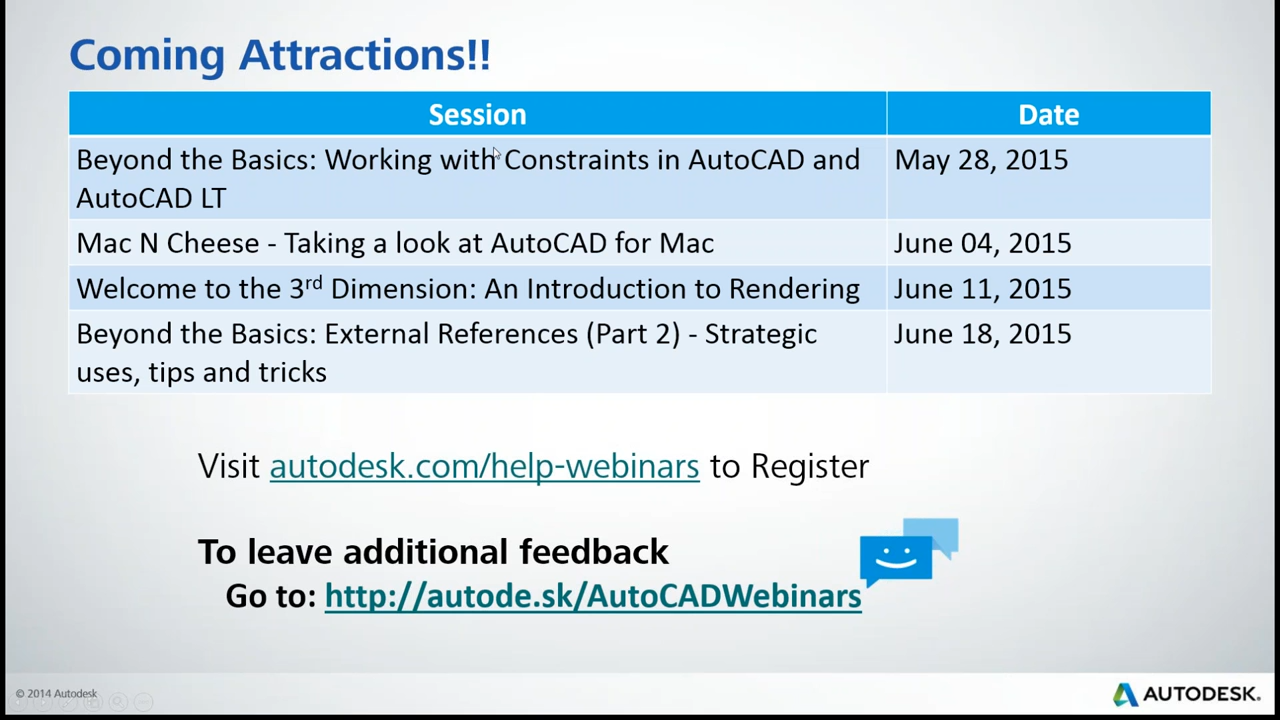 Coming Attractions!!
Session Date
Beyond the Basics: Working with Constraints in AutoCAD and May 28, 2015
AutoCAD LT
Mac N Cheese - Taking a look at AutoCAD for Mac June 04, 2015
Welcome to the 3rd Dimension: An Introduction to Rendering June 11, 2015
Beyond the Basics: External References (Part 2) - Strategic June 18, 2015
uses, tips and tricks
Visit autodesk.com/help-webinars to Register
To leave additional feedback
Go to: http://autode.sk/AutoCADWebinars
© 2014 Autodesk
AUTODESK.